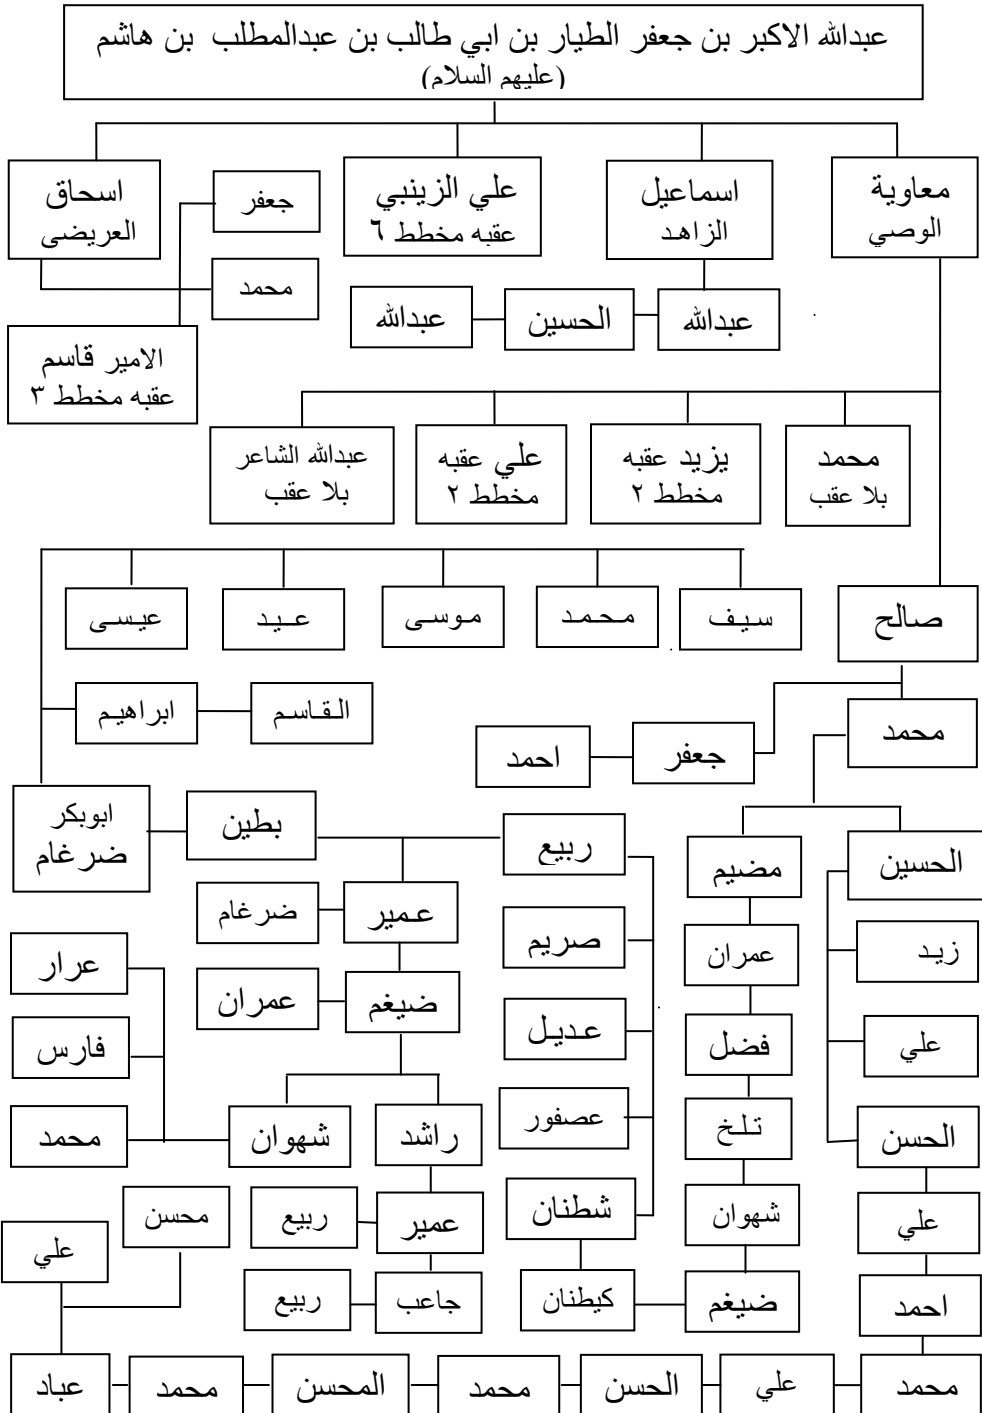 عبدالله الاكبر بن جعفر الطيار بن ابي طالب بن عبدالمطلب بن هاشم
(عليهم السلام)
معاوية
الوصي
اسماعيل
الزاهد
علي الزينبي
عقبه مخطط ٦
اسحاق
العريضى
جعفر
محمد
عبدالله
الحسين
عبدالله
الامير قاسم
عقبه مخطط ٣
محمد
بلا عقب
يزيد عقبه
مخطط ٢
علي عقبه
مخطط ٢
عبدالله الشاعر
بلا عقب
صالح
سيف
محمد
موسى
عيد
عيسى
القاسم
ابراهيم
محمد
جعفر
احمد
ابوبكر
ضرغام
بطين
ربيع
مضيم
الحسين
عمير
ضرغام
صريم
عمران
زيد
عرار
ضيغم
عمران
عديل
فضل
علي
فارس
عصفور
تلخ
الحسن
راشد
شهوان
محمد
شطنان
شهوان
علي
عمير
ربيع
محسن
علي
كيطنان
ضيغم
احمد
جاعب
ربيع
محمد
علي
الحسن
محمد
المحسن
محمد
عباد